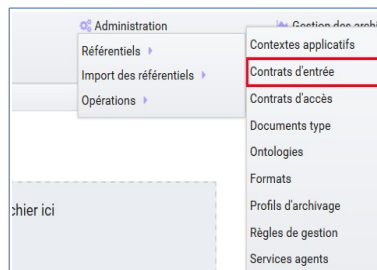 Administration
Gestion des archi
Référentiels
Import des référentiels
Opérations
Contextes applicatifs
Contrats d'entrée
Contrats d'accès
Documents type
Ontologies
Formats
Profils d'archivage
Règles de gestion
Services agents
chier ici